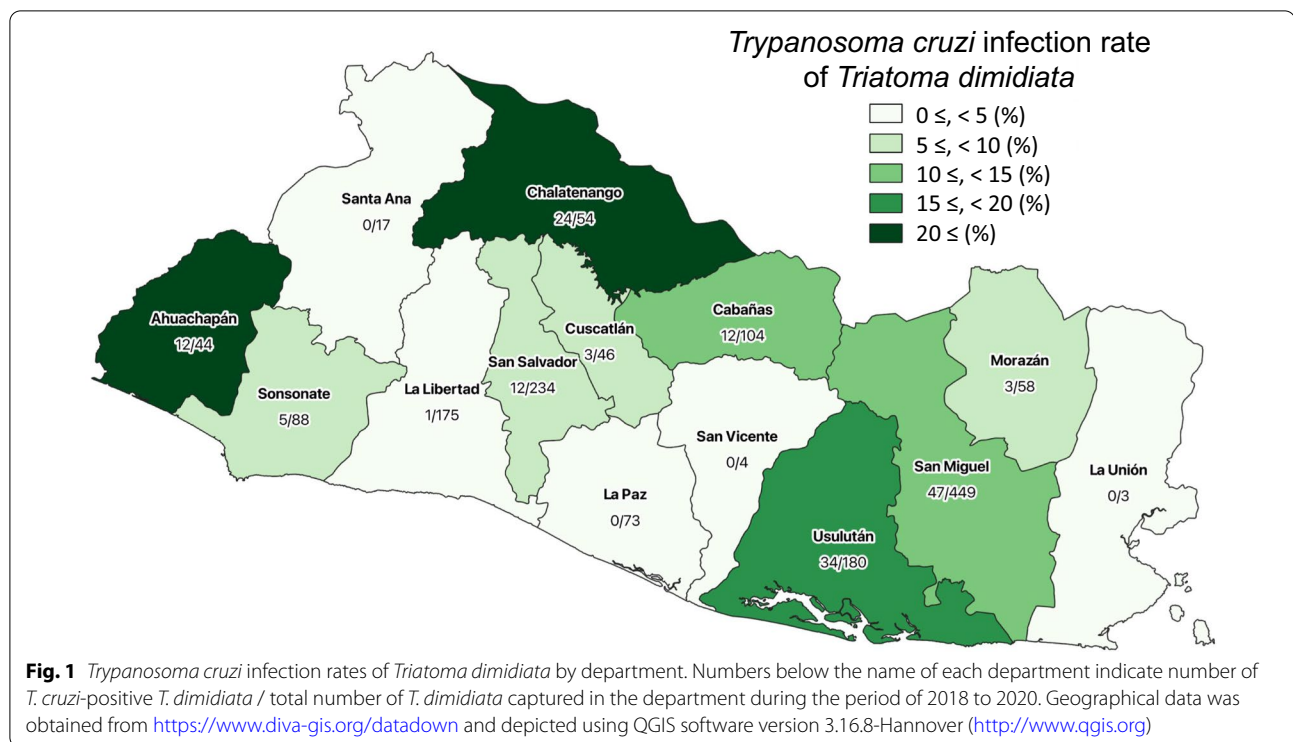 Trypanosoma cruzi infection rate
of Triatoma dimidiata
0 ≤, < 5 (%)
5 ≤, < 10 (%)
10 ≤, < 15 (%)
15 ≤, < 20 (%)
20 ≤ (%)
Santa Ana
0/17
Chalatenango
24/54
Ahuachapán
12/44
Sonsonate
5/88
La Libertad
1/175
San Salvador
12/234
Cuscatlán
3/46
Cabañas
12/104
La Paz
0/73
San Vicente
0/4
Usulután
34/180
San Miguel
47/449
Morazán
3/58
La Unión
0/3
Fig. 1 Trypanosoma cruzi infection rates of Triatoma dimidiata by department. Numbers below the name of each department indicate number of
T. cruzi-positive T. dimidiata / total number of T. dimidiata captured in the department during the period of 2018 to 2020. Geographical data was
obtained from https://www.diva-gis.org/datadown and depicted using QGIS software version 3.16.8-Hannover (http://www.qgis.org)